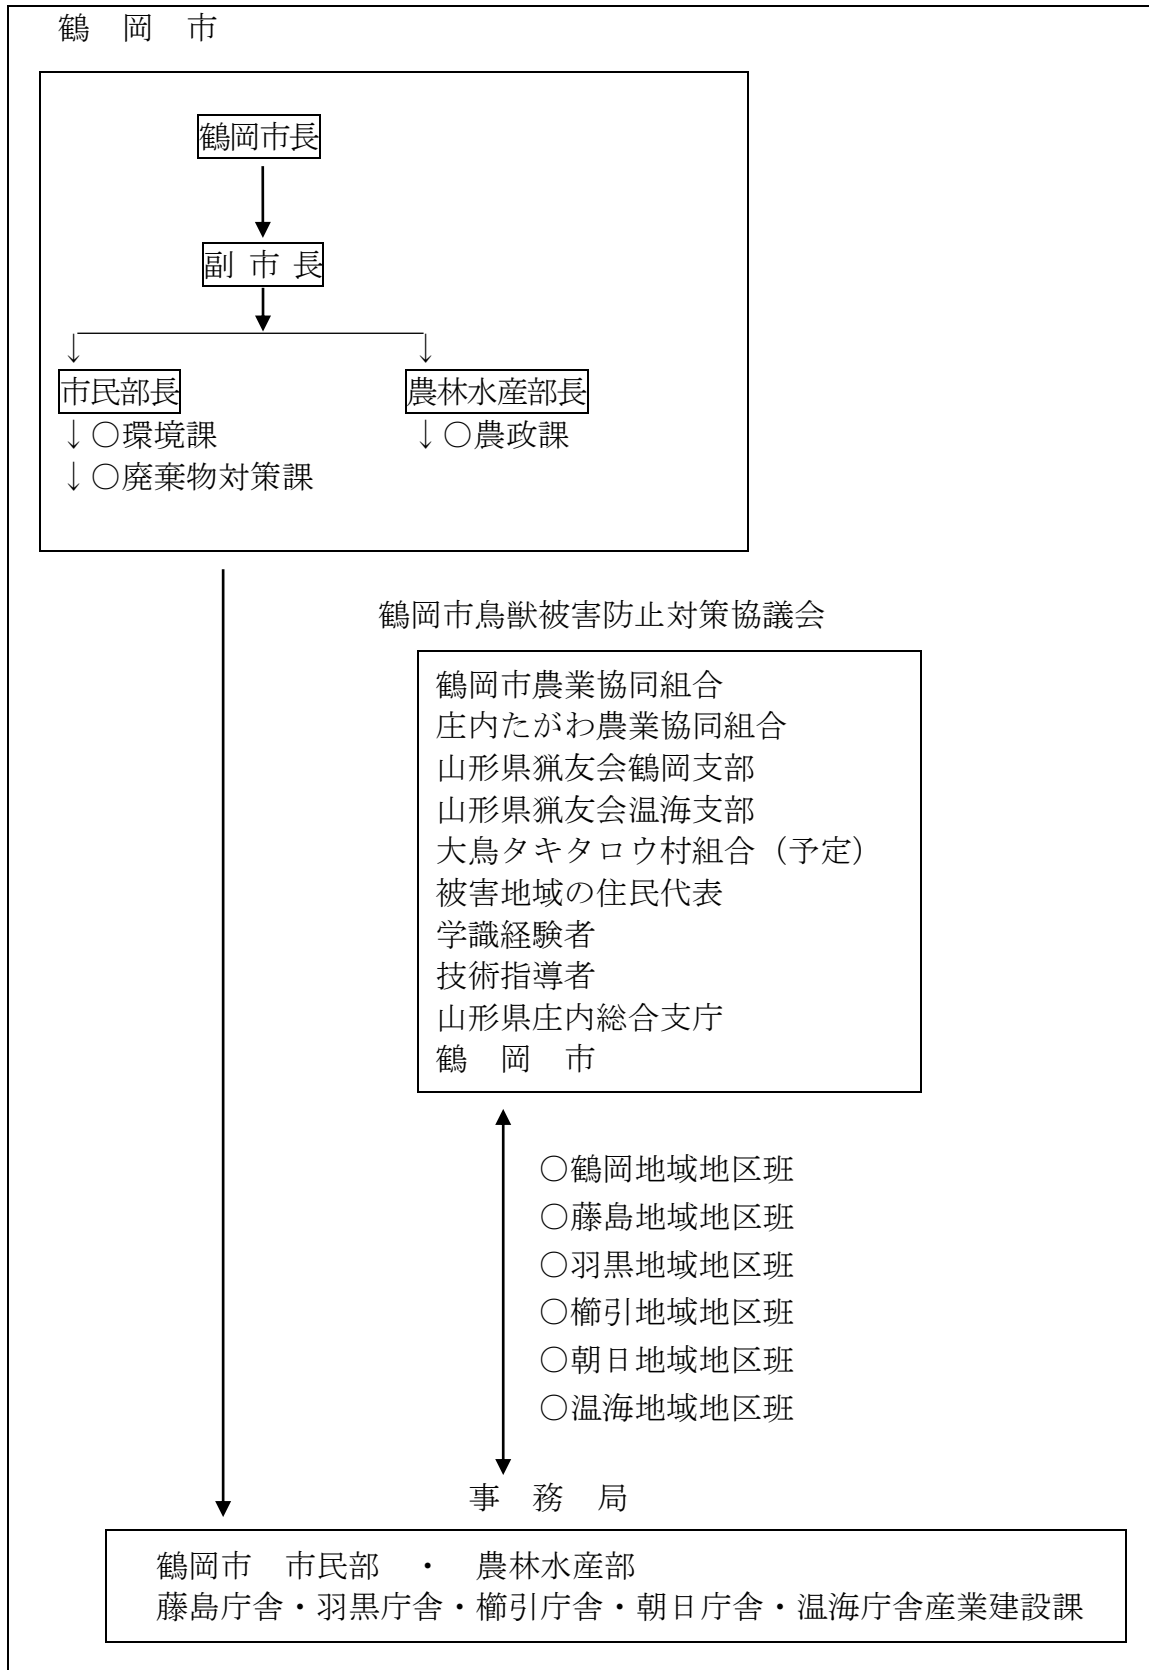 鶴　岡　市
鶴岡市長
副 市 長
↓ ↓
市民部長 農林水産部長
↓○環境課 ↓○農政課
↓○廃棄物対策課
鶴岡市鳥獣被害防止対策協議会
鶴岡市農業協同組合
庄内たがわ農業協同組合
山形県猟友会鶴岡支部
山形県猟友会温海支部
大鳥タキタロウ村組合（予定）
被害地域の住民代表
学識経験者
技術指導者
山形県庄内総合支庁
鶴　岡　市
○鶴岡地域地区班
○藤島地域地区班
○羽黒地域地区班
○櫛引地域地区班
○朝日地域地区班
○温海地域地区班
事　務　局
鶴岡市　市民部　・　農林水産部
藤島庁舎・羽黒庁舎・櫛引庁舎・朝日庁舎・温海庁舎産業建設課